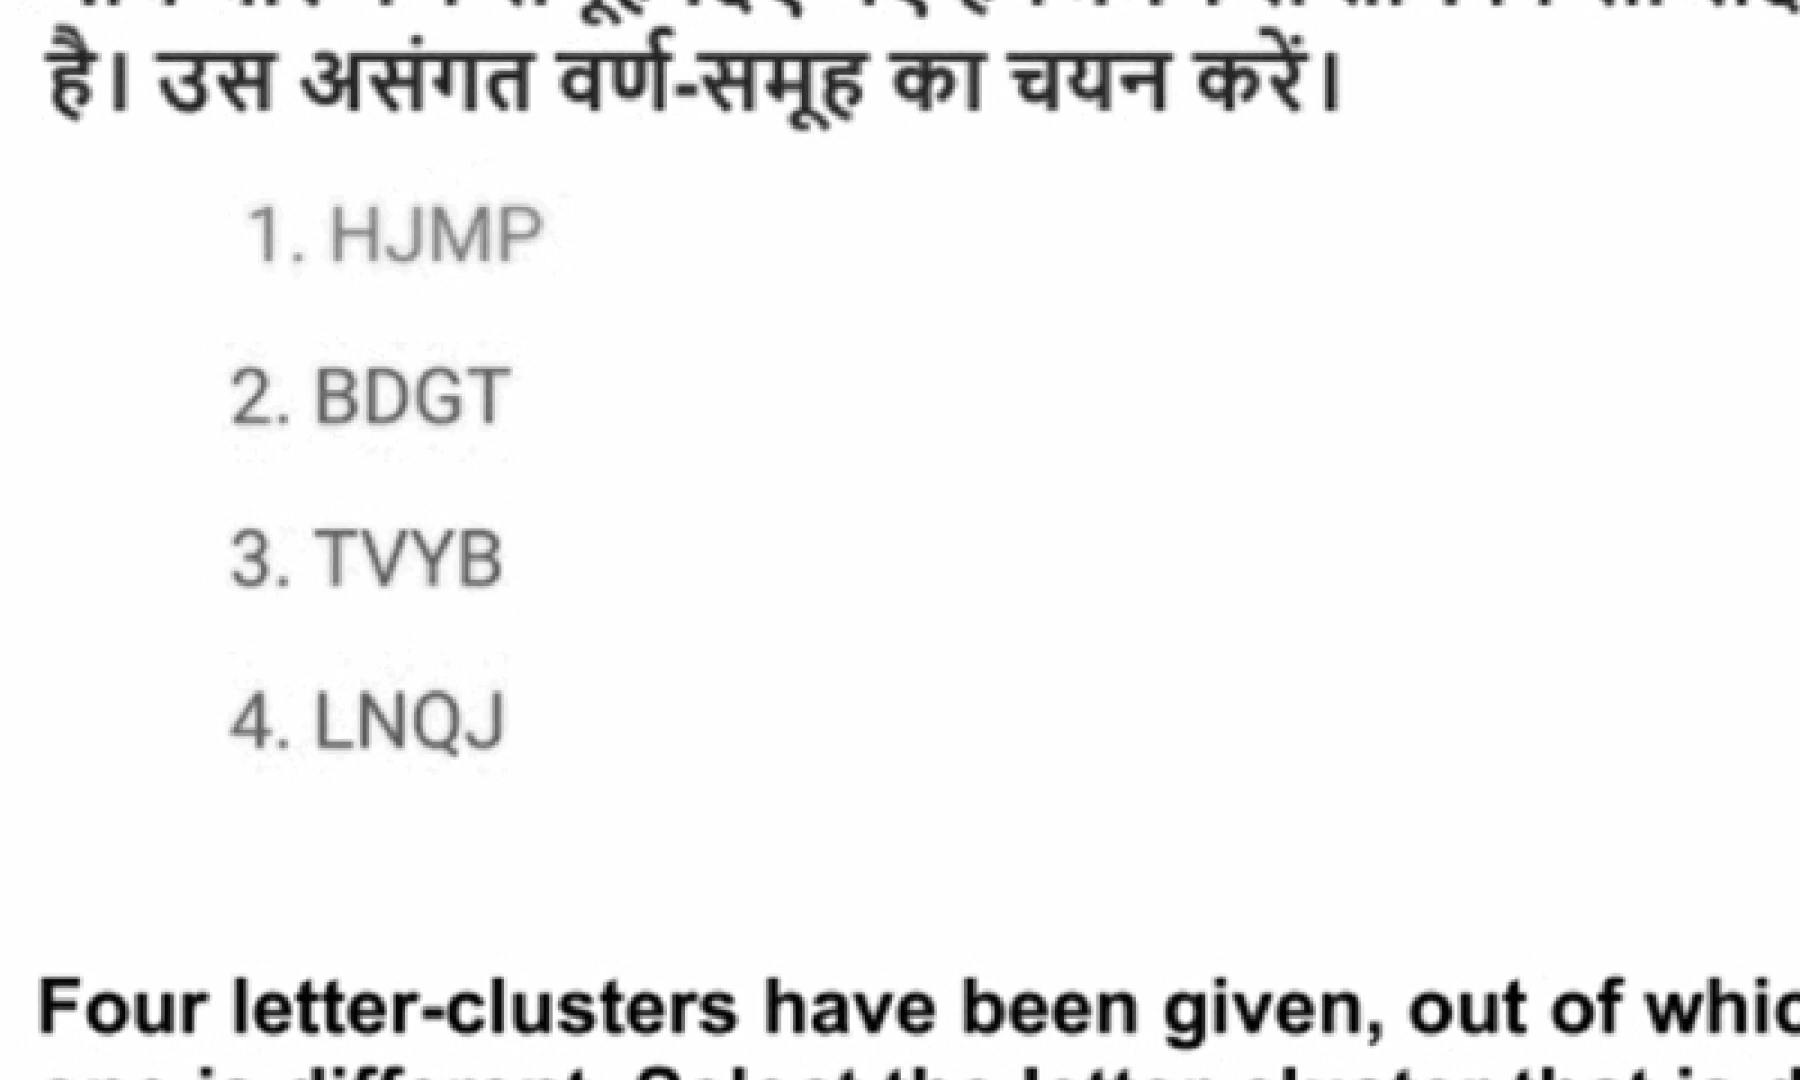 है। उस असंगत वर्ण-समूह का चयन करें।
1. HJMP
2. BDGT
3. TVYB
4. LNQJ
Four letter-clusters have been given, out of